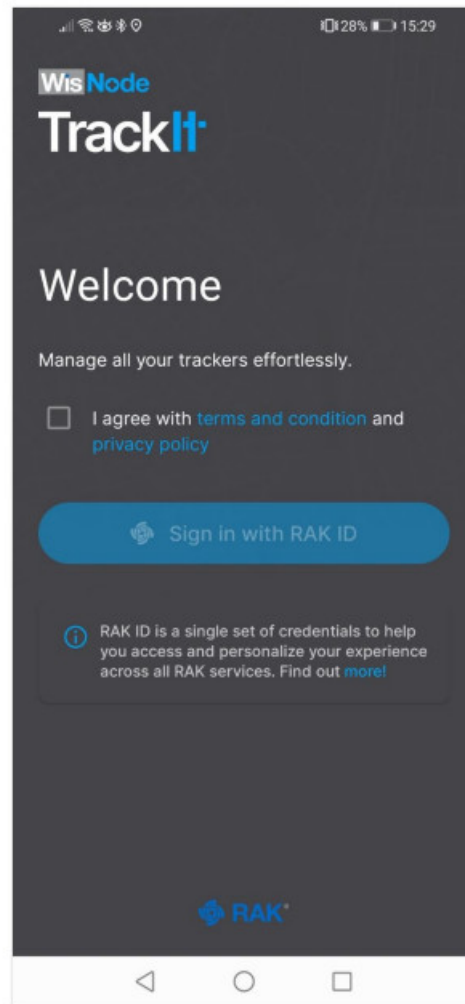 28% 15:29
WisNode
TrackIt
Welcome
Manage all your trackers effortlessly.
I agree with terms and condition and
privacy policy
Sign in with RAK ID
RAK ID is a single set of credentials to help
you access and personalize your experience
across all RAK services. Find out more!
RAK®